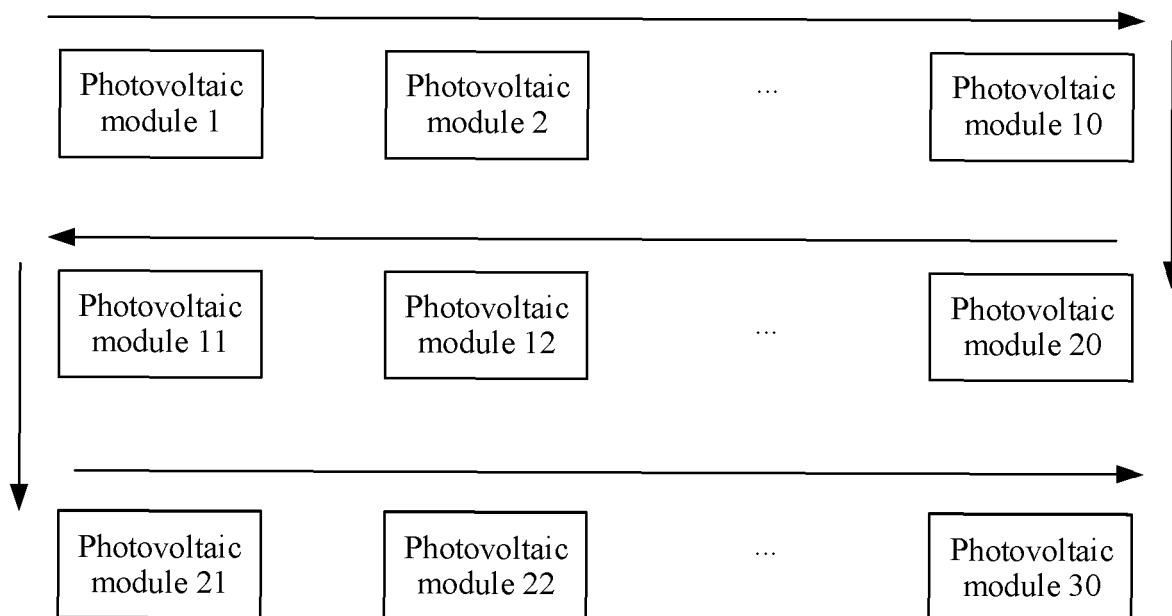 Photovoltaic
module 1
Photovoltaic
module 2
...
Photovoltaic
module 10
Photovoltaic
module 11
Photovoltaic
module 12
...
Photovoltaic
module 20
Photovoltaic
module 21
Photovoltaic
module 22
...
Photovoltaic
module 30